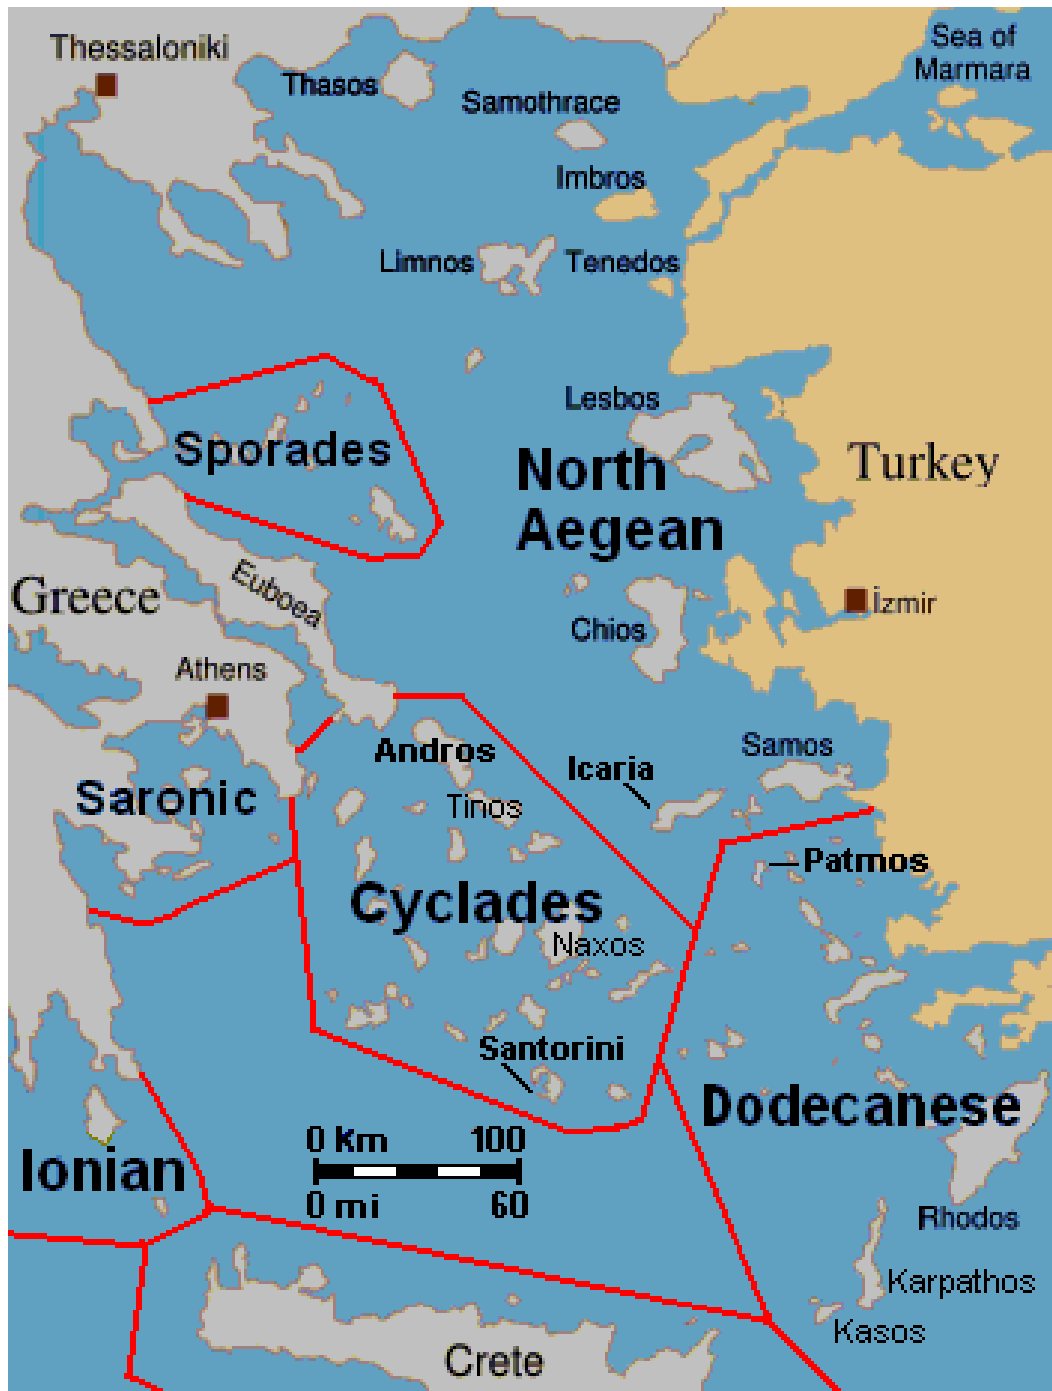 Thessaloniki
Sea of
Marmara
Thasos
Samothrace
Imbros
Limnos
Tenedos
Lesbos
Sporades
North
Aegean
Turkey
Greece
Euboea
Chios
İzmir
Athens
Andros
Samos
Icaria
Saronic
Tinos
Patmos
Cyclades
Naxos
Santorini
Dodecanese
0 km 100
0 mi 60
Ionian
Rhodos
Karpathos
Kasos
Crete